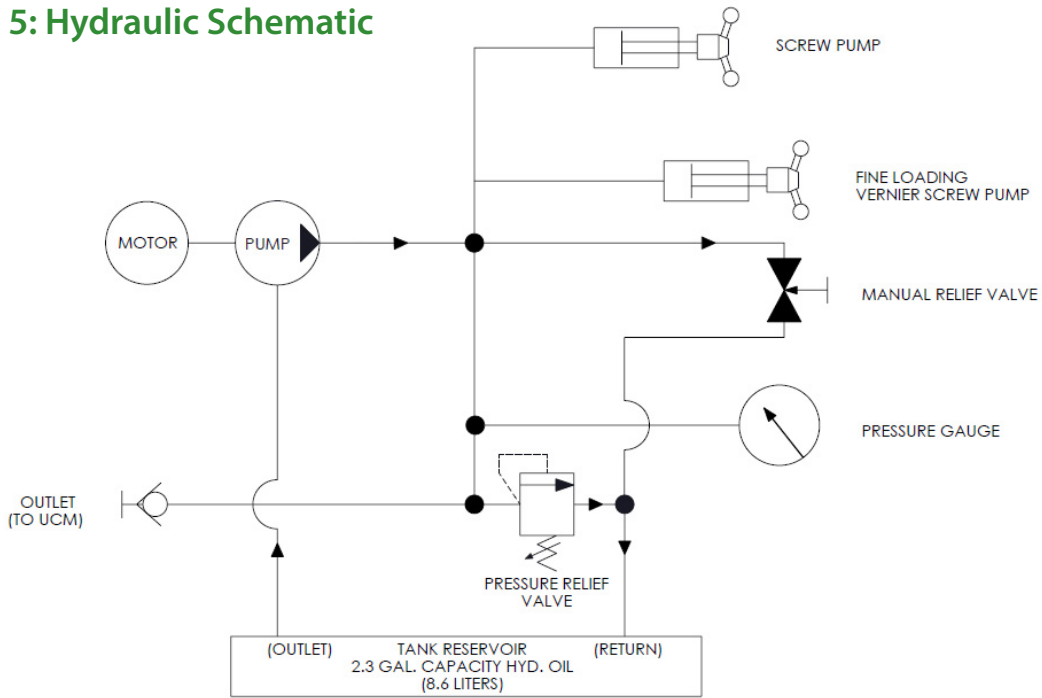 5: Hydraulic Schematic
SCREW PUMP
FINE LOADING
VERNIER SCREW PUMP
MOTOR
PUMP
MANUAL RELIEF VALVE
PRESSURE GAUGE
OUTLET
(TO UCM)
PRESSURE RELIEF
VALVE
(OUTLET)
TANK RESERVOIR
(RETURN)
2.3 GAL. CAPACITY HYD. OIL
(8.6 LITERS)